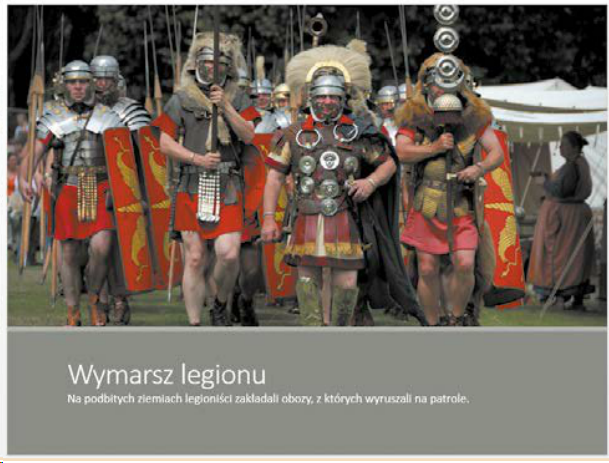 Wymarsz legionu
Na podbitych ziemiach legioniści zakładali obozy, z których wyruszali na patrole.